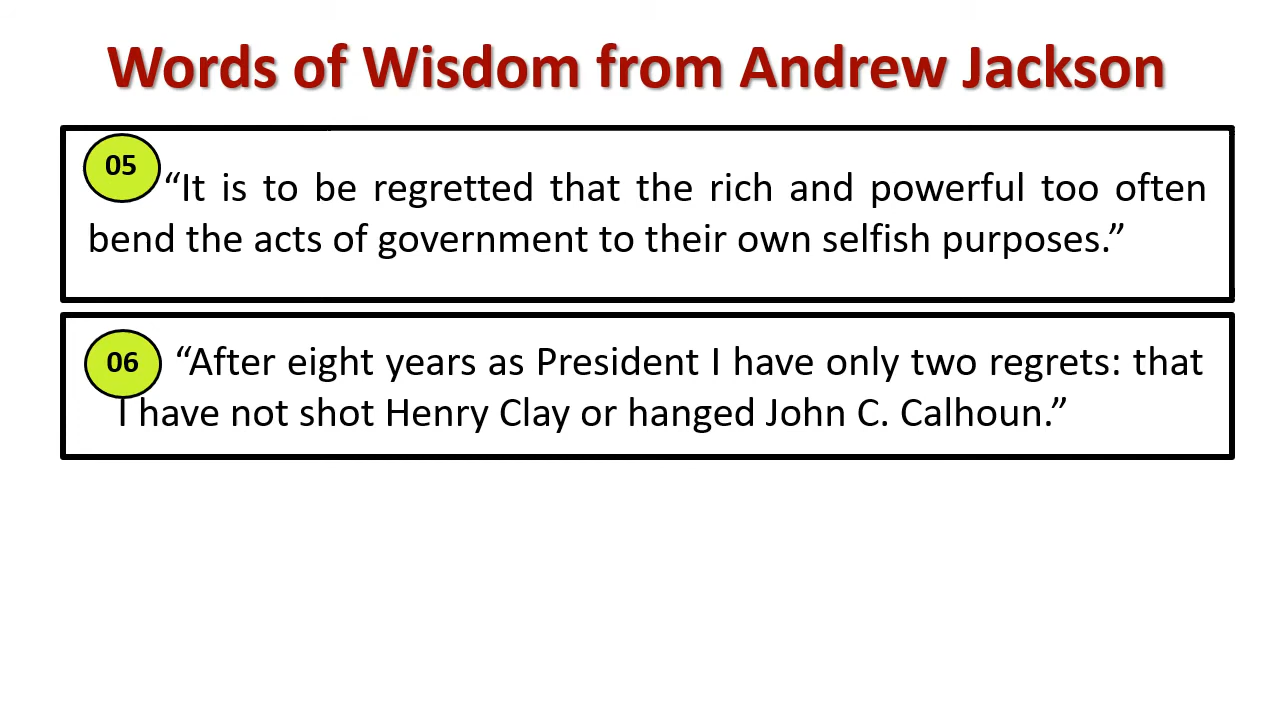 Words of Wisdom from Andrew Jackson
05
“It is to be regretted that the rich and powerful too often
bend the acts of government to their own selfish purposes.”
06
“After eight years as President I have only two regrets: that
I have not shot Henry Clay or hanged John C. Calhoun.”